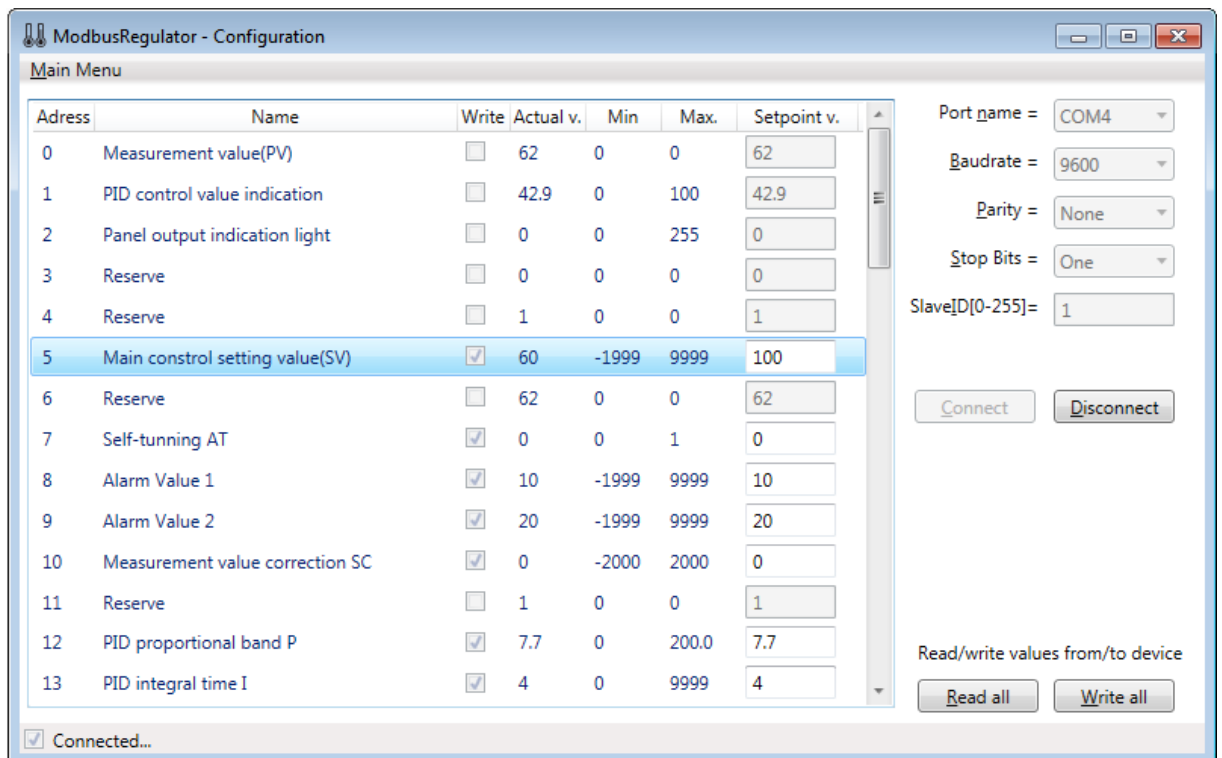 ModbusRegulator - Configuration
Main Menu
Adress Name Write Actual v. Min Max. Setpoint v.
0 Measurement value(PV) 62 0 0 62
1 PID control value indication 42.9 0 100 42.9
2 Panel output indication light 0 0 255 0
3 Reserve 0 0 0 0
4 Reserve 1 0 0 1
5 Main constrol setting value(SV) 60 -1999 9999 100
6 Reserve 62 0 0 62
7 Self-tunning AT 0 0 1 0
8 Alarm Value 1 10 -1999 9999 10
9 Alarm Value 2 20 -1999 9999 20
10 Measurement value correction SC 0 -2000 2000 0
11 Reserve 1 0 0 1
12 PID proportional band P 7.7 0 200.0 7.7
13 PID integral time I 4 0 9999 4
Port name = COM4
Baudrate = 9600
Parity = None
Stop Bits = One
SlaveID[0-255]= 1
Connect Disconnect
Read/write values from/to device
Read all Write all
Connected...